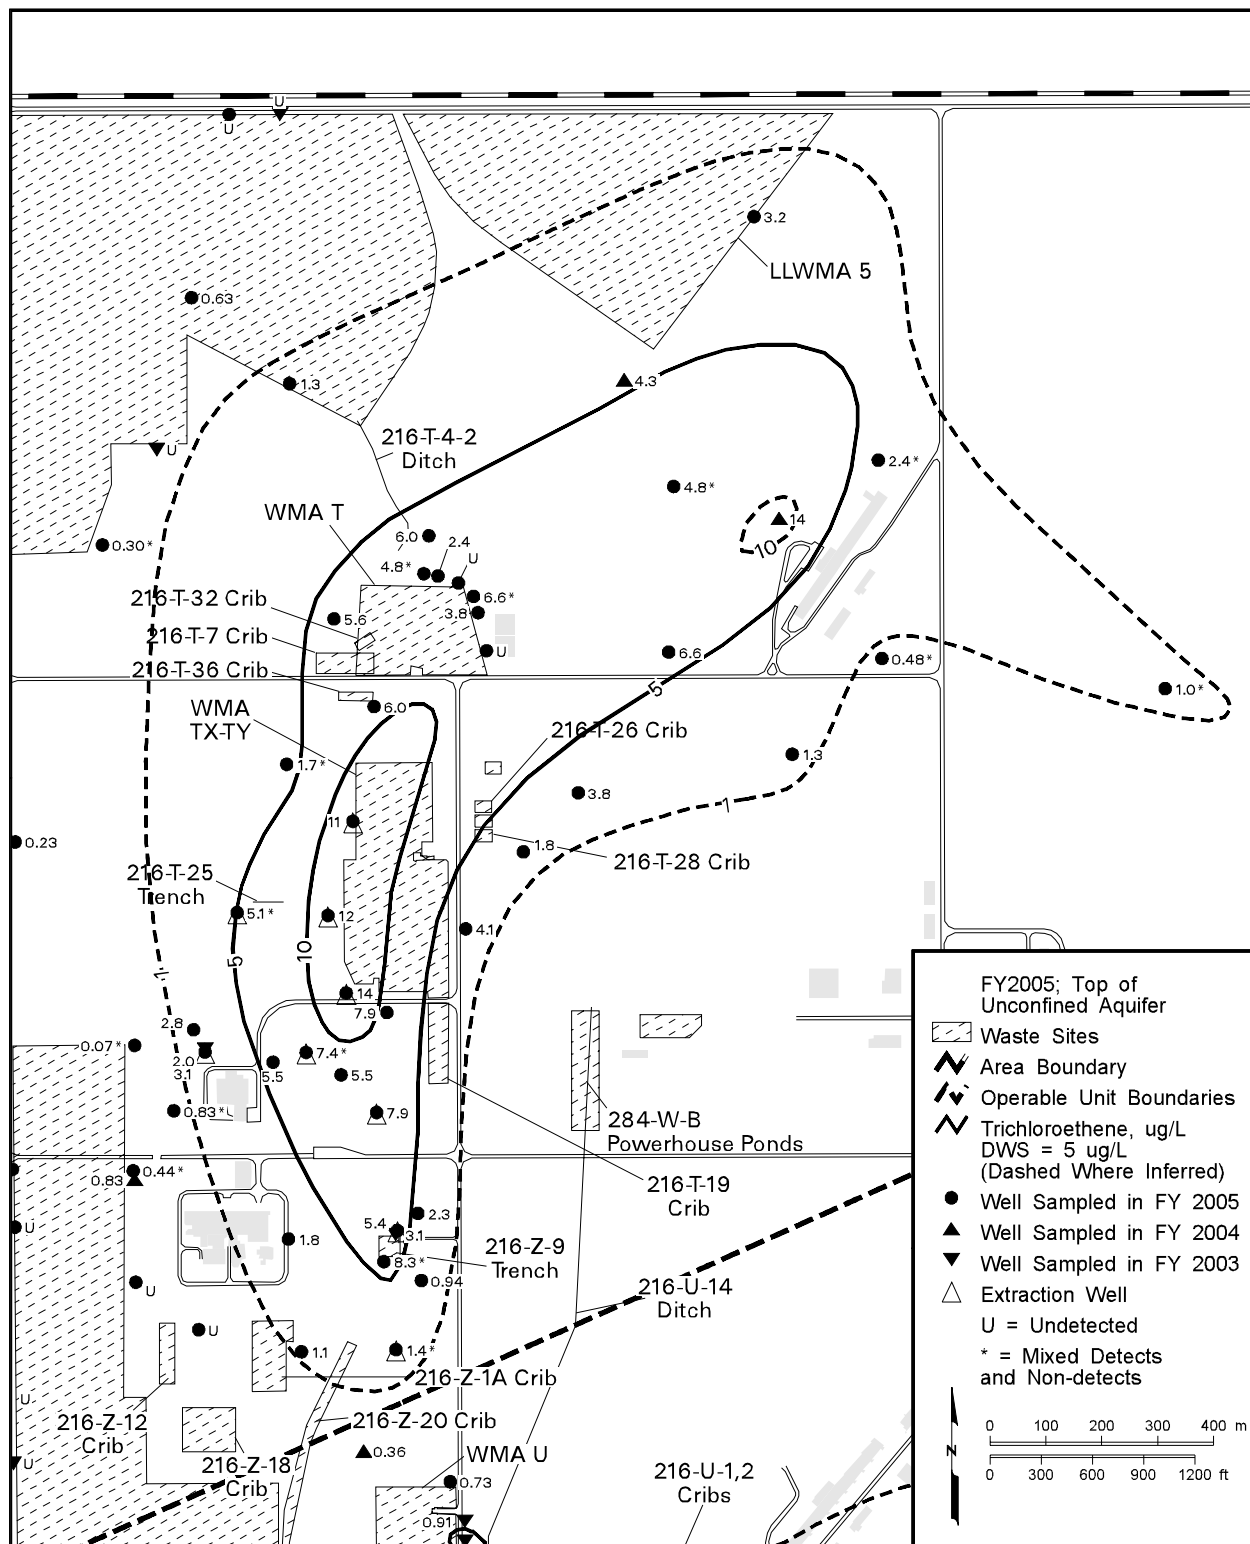 U
U
3.2
LLWMA 5
0.63
1.3
4.3
216-T-4-2
Ditch
U
2.4*
4.8*
WMA T
14
10
6.0
2.4
U
0.30*
4.8*
216-T-32 Crib
6.6*
3.8
5.6
216-T-7 Crib
U
6.6
0.48*
216-T-36 Crib
5
1.0*
6.0
WMA
TX-TY
216-T-26 Crib
1.7*
1.3
3.8
1
11
0.23
1.8
216-T-28 Crib
216-T-25
Trench
5.1*
12
4.1
10
5
1
14
7.9
2.8
0.07*
2.0
3.1
7.4*
5.5
5.5
0.83*
U
7.9
284-W-B
Powerhouse Ponds
0.44*
0.83
216-T-19
Crib
2.3
5.4
3.1
U
1.8
216-Z-9
Trench
8.3*
0.94
U
216-U-14
Ditch
U
1.1
1.4*
216-Z-1A Crib
U
216-Z-12
Crib
216-Z-20 Crib
0.36
WMA U
U
216-Z-18
Crib
0.73
216-U-1,2
Cribs
0.91
FY2005; Top of
Unconfined Aquifer
Waste Sites
Area Boundary
Operable Unit Boundaries
Trichloroethene, ug/L
DWS = 5 ug/L
(Dashed Where Inferred)
Well Sampled in FY 2005
Well Sampled in FY 2004
Well Sampled in FY 2003
Extraction Well
U = Undetected
* = Mixed Detects
and Non-detects
N
0 100 200 300 400 m
0 300 600 900 1200 ft